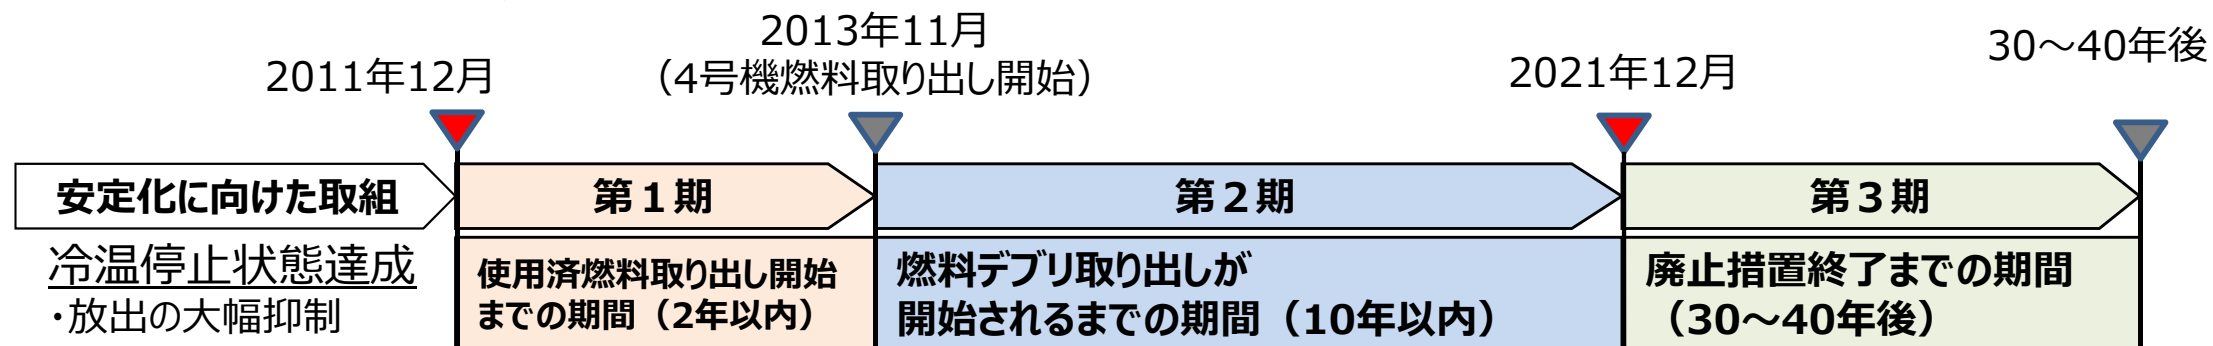 2011年12月
2013年11月
（4号機燃料取り出し開始）
2021年12月
30～40年後
安定化に向けた取組
第１期
第２期
第３期
冷温停止状態達成
・放出の大幅抑制
使用済燃料取り出し開始
までの期間（2年以内）
燃料デブリ取り出しが
開始されるまでの期間（10年以内）
廃止措置終了までの期間
（30～40年後）